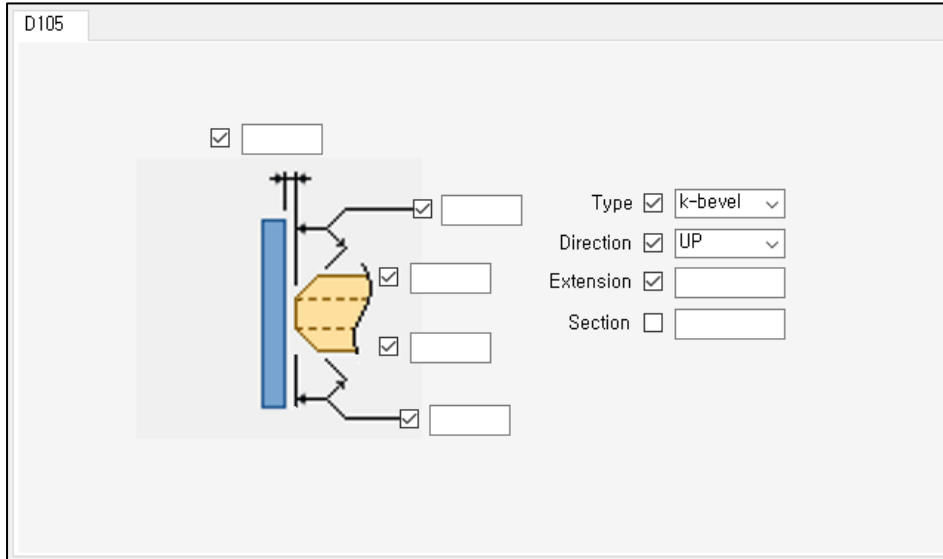 D105
Type k-bevel
Direction UP
Extension
Section